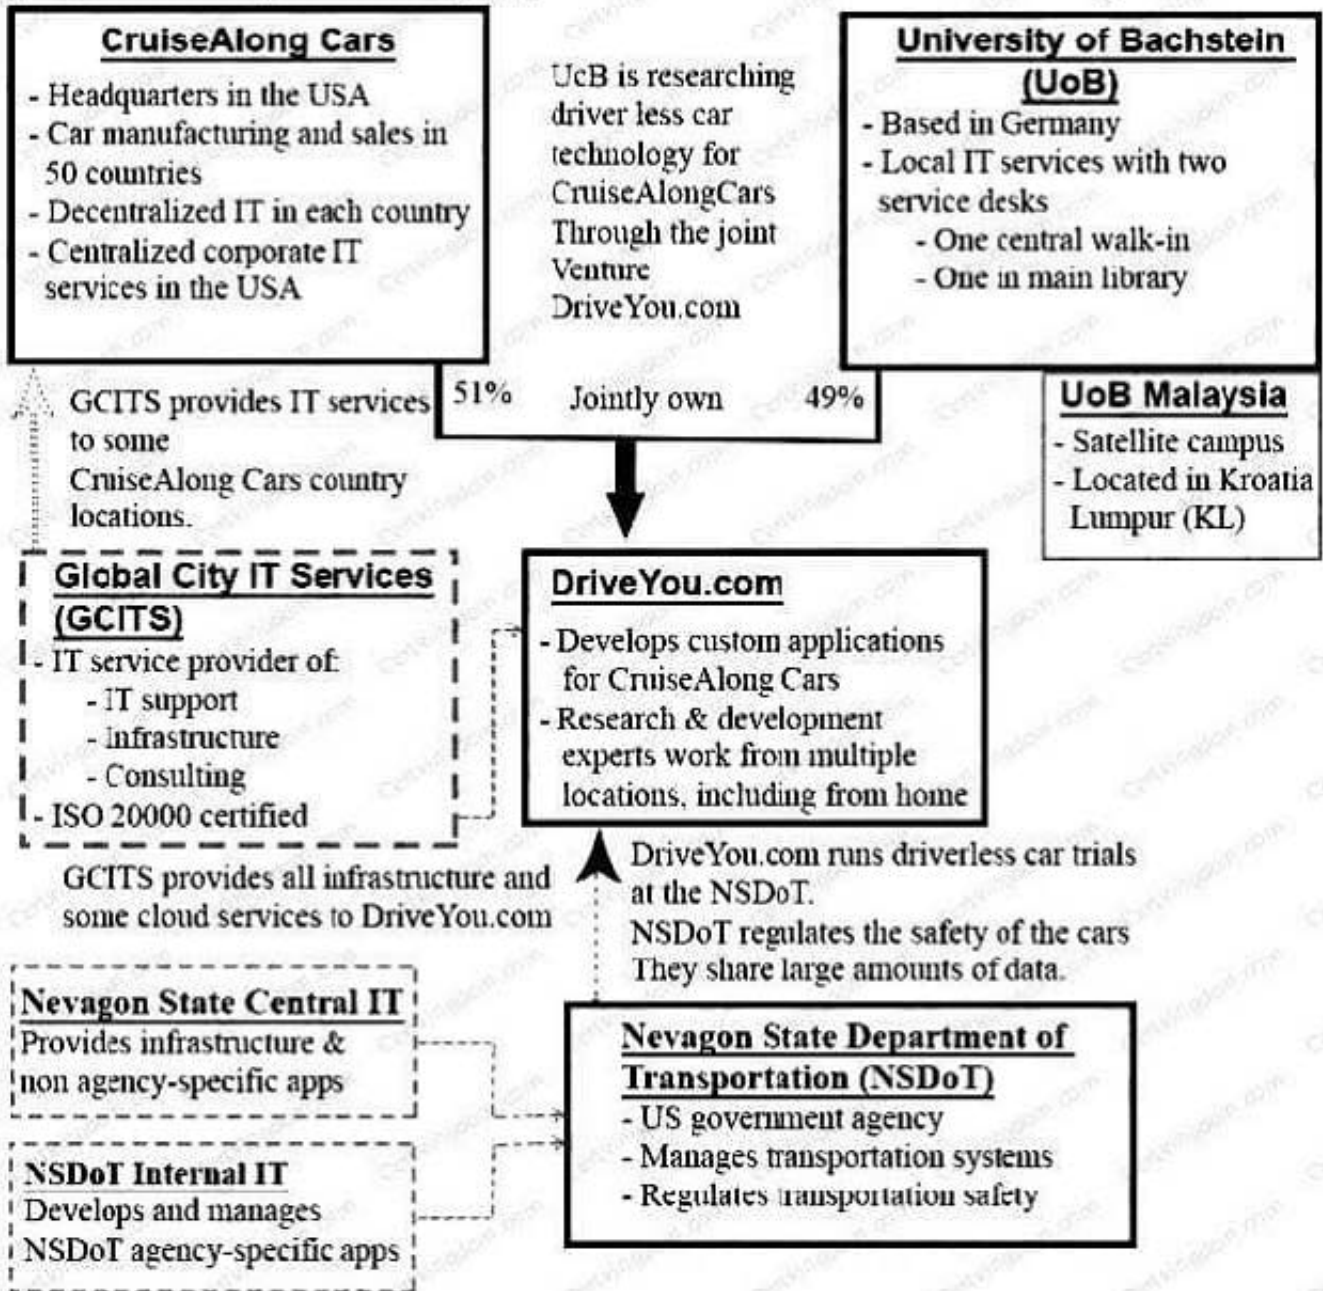 CruiseAlong Cars
- Headquarters in the USA
- Car manufacturing and sales in
50 countries
- Decentralized IT in each country
- Centralized corporate IT
services in the USA
UcB is researching
driver less car
technology for
CruiseAlongCars
Through the joint
Venture
DriveYou.com
University of Bachstein
(UoB)
- Based in Germany
- Local IT services with two
service desks
- One central walk-in
- One in main library
51% Jointly own 49%
UoB Malaysia
- Satellite campus
- Located in Kroatia
Lumpur (KL)
GCITS provides IT services
to some
CruiseAlong Cars country
locations.
Global City IT Services
(GCITS)
- IT service provider of:
- IT support
- Infrastructure
- Consulting
- ISO 20000 certified
DriveYou.com
- Develops custom applications
for CruiseAlong Cars
- Research & development
experts work from multiple
locations, including from home
GCITS provides all infrastructure and
some cloud services to DriveYou.com
DriveYou.com runs driverless car trials
at the NSDoT.
NSDoT regulates the safety of the cars
They share large amounts of data.
Nevagon State Central IT
Provides infrastructure &
non agency-specific apps
NSDoT Internal IT
Develops and manages
NSDoT agency-specific apps
Nevagon State Department of
Transportation (NSDoT)
- US government agency
- Manages transportation systems
- Regulates transportation safety